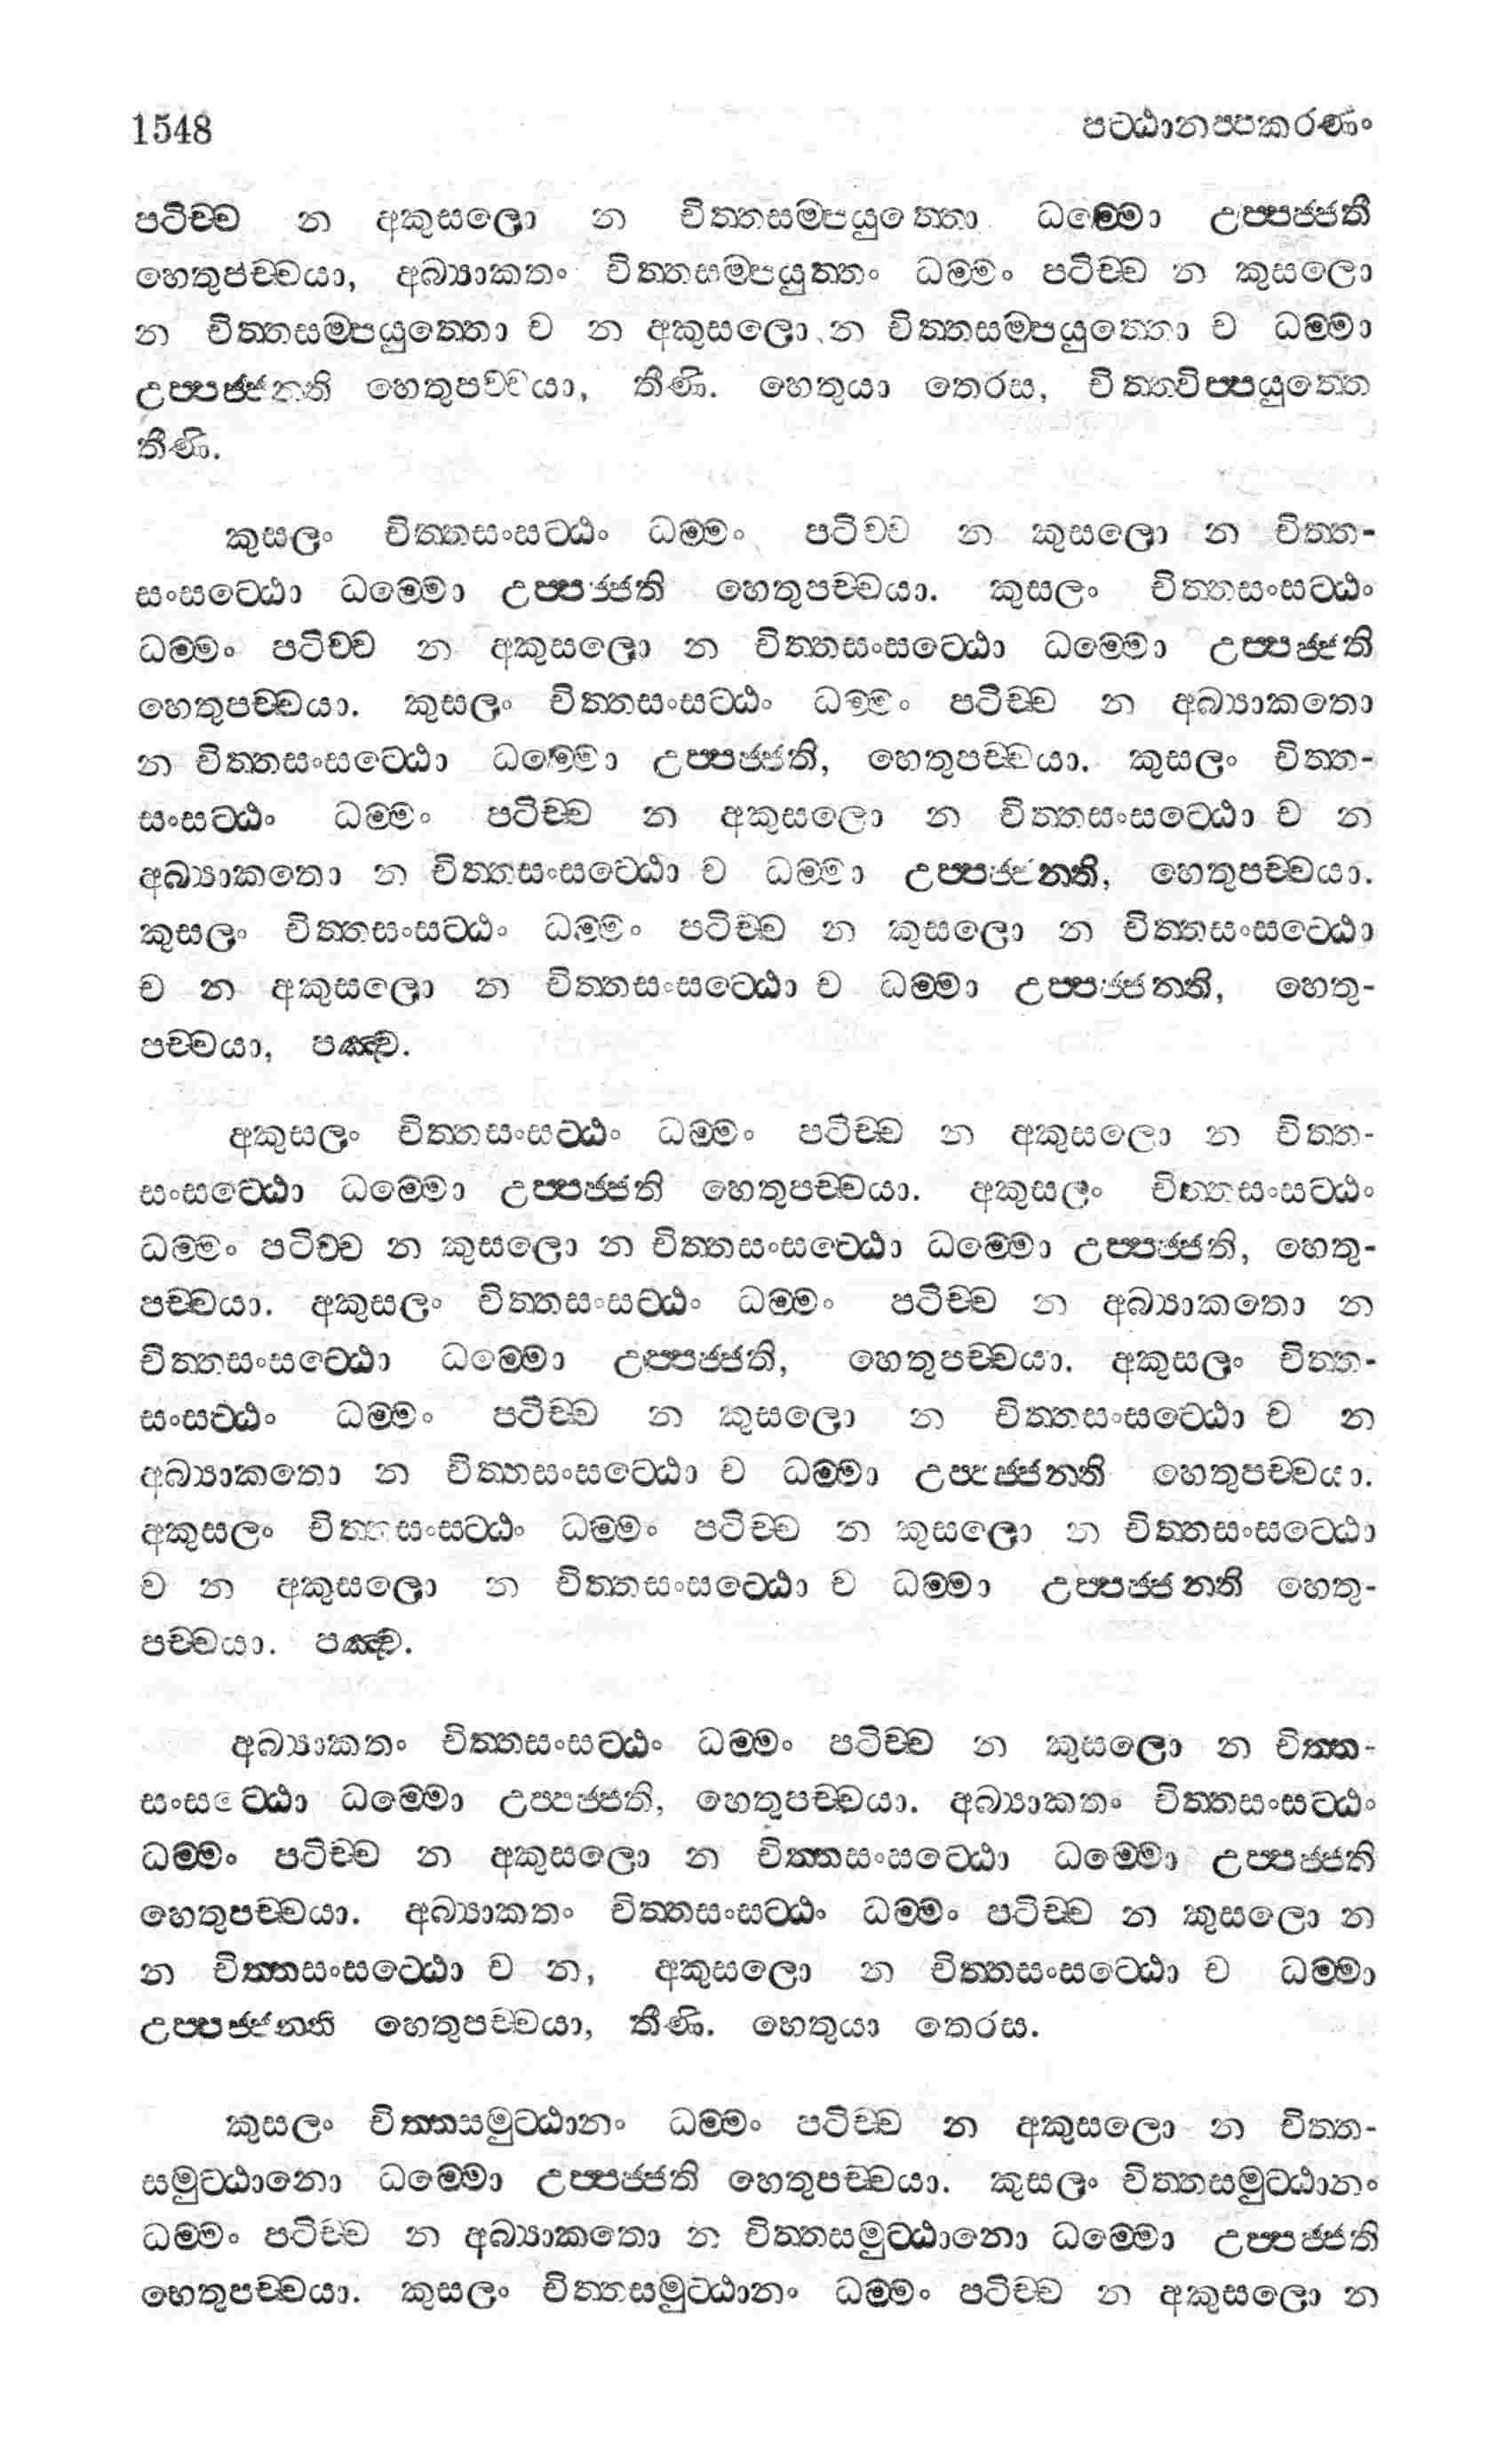 1548 පට්ඨානප්පකරණං
පටිච්ච න අකුසලො න චිත්තසම්පයුත්තො ධම්මො උප්පජ්ජති
හෙතුපච්චයා, අබ්‍යාකතං චිත්තසම්පයුත්තං ධම්මං පටිච්ච න කුසලො
න චිත්තසම්පයුත්තො ච න අකුසලො න චිත්තසම්පයුත්තො ච ධම්මා
උප්පජ්ජන්ති හෙතුපච්චයා, තීණි. හෙතුයා තෙරස, චිත්තවිප්පයුත්තෙ
තීණි.
කුසලං චිත්තසංසට්ඨං ධම්මං පටිච්ච න කුසලො න චිත්ත-
සංසට්ඨො ධම්මො උප්පජ්ජති හෙතුපච්චයා. කුසලං චිත්තසංසට්ඨං
ධම්මං පටිච්ච න අකුසලො න චිත්තසංසට්ඨො ධම්මො උප්පජ්ජති
හෙතුපච්චයා. කුසලං චිත්තසංසට්ඨං ධම්මං පටිච්ච න අබ්‍යාකතො
න චිත්තසංසට්ඨො ධම්මො උප්පජ්ජති, හෙතුපච්චයා. කුසලං චිත්ත-
සංසට්ඨං ධම්මං පටිච්ච න අකුසලො න චිත්තසංසට්ඨො ච න
අබ්‍යාකතො න චිත්තසංසට්ඨො ච ධම්මා උප්පජ්ජන්ති, හෙතුපච්චයා.
කුසලං චිත්තසංසට්ඨං ධම්මං පටිච්ච න කුසලො න චිත්තසංසට්ඨො
ච න අකුසලො න චිත්තසංසට්ඨො ච ධම්මා උප්පජ්ජන්ති, හෙතු-
පච්චයා, පඤ්ච.
අකුසලං චිත්තසංසට්ඨං ධම්මං පටිච්ච න අකුසලො න චිත්ත-
සංසට්ඨො ධම්මො උප්පජ්ජති හෙතුපච්චයා. අකුසලං චිත්තසංසට්ඨං
ධම්මං පටිච්ච න කුසලො න චිත්තසංසට්ඨො ධම්මො උප්පජ්ජති, හෙතු-
පච්චයා. අකුසලං චිත්තසංසට්ඨං ධම්මං පටිච්ච න අබ්‍යාකතො න
චිත්තසංසට්ඨො ධම්මො උප්පජ්ජති, හෙතුපච්චයා. අකුසලං චිත්ත-
සංසට්ඨං ධම්මං පටිච්ච න කුසලො න චිත්තසංසට්ඨො ච න
අබ්‍යාකතො න චිත්තසංසට්ඨො ච ධම්මා උප්පජ්ජන්ති හෙතුපච්චයා.
අකුසලං චිත්තසංසට්ඨං ධම්මං පටිච්ච න කුසලො න චිත්තසංසට්ඨො
ච න අකුසලො න චිත්තසංසට්ඨො ච ධම්මා උප්පජ්ජන්ති හෙතු-
පච්චයා. පඤ්ච.
අබ්‍යාකතං චිත්තසංසට්ඨං ධම්මං පටිච්ච න කුසලො න චිත්ත-
සංසට්ඨො ධම්මො උප්පජ්ජති, හෙතුපච්චයා. අබ්‍යාකතං චිත්තසංසට්ඨං
ධම්මං පටිච්ච න අකුසලො න චිත්තසංසට්ඨො ධම්මො උප්පජ්ජති
හෙතුපච්චයා. අබ්‍යාකතං චිත්තසංසට්ඨං ධම්මං පටිච්ච න කුසලො න
න චිත්තසංසට්ඨො ච න, අකුසලො න චිත්තසංසට්ඨො ච ධම්මා
උප්පජ්ජන්ති හෙතුපච්චයා, තීණි. හෙතුයා තෙරස.
කුසලං චිත්තසමුට්ඨානං ධම්මං පටිච්ච න අකුසලො න චිත්ත-
සමුට්ඨානො ධම්මො උප්පජ්ජති හෙතුපච්චයා. කුසලං චිත්තසමුට්ඨානං
ධම්මං පටිච්ච න අබ්‍යාකතො න චිත්තසමුට්ඨානො ධම්මො උප්පජ්ජති
හෙතුපච්චයා. කුසලං චිත්තසමුට්ඨානං ධම්මං පටිච්ච න අකුසලො න